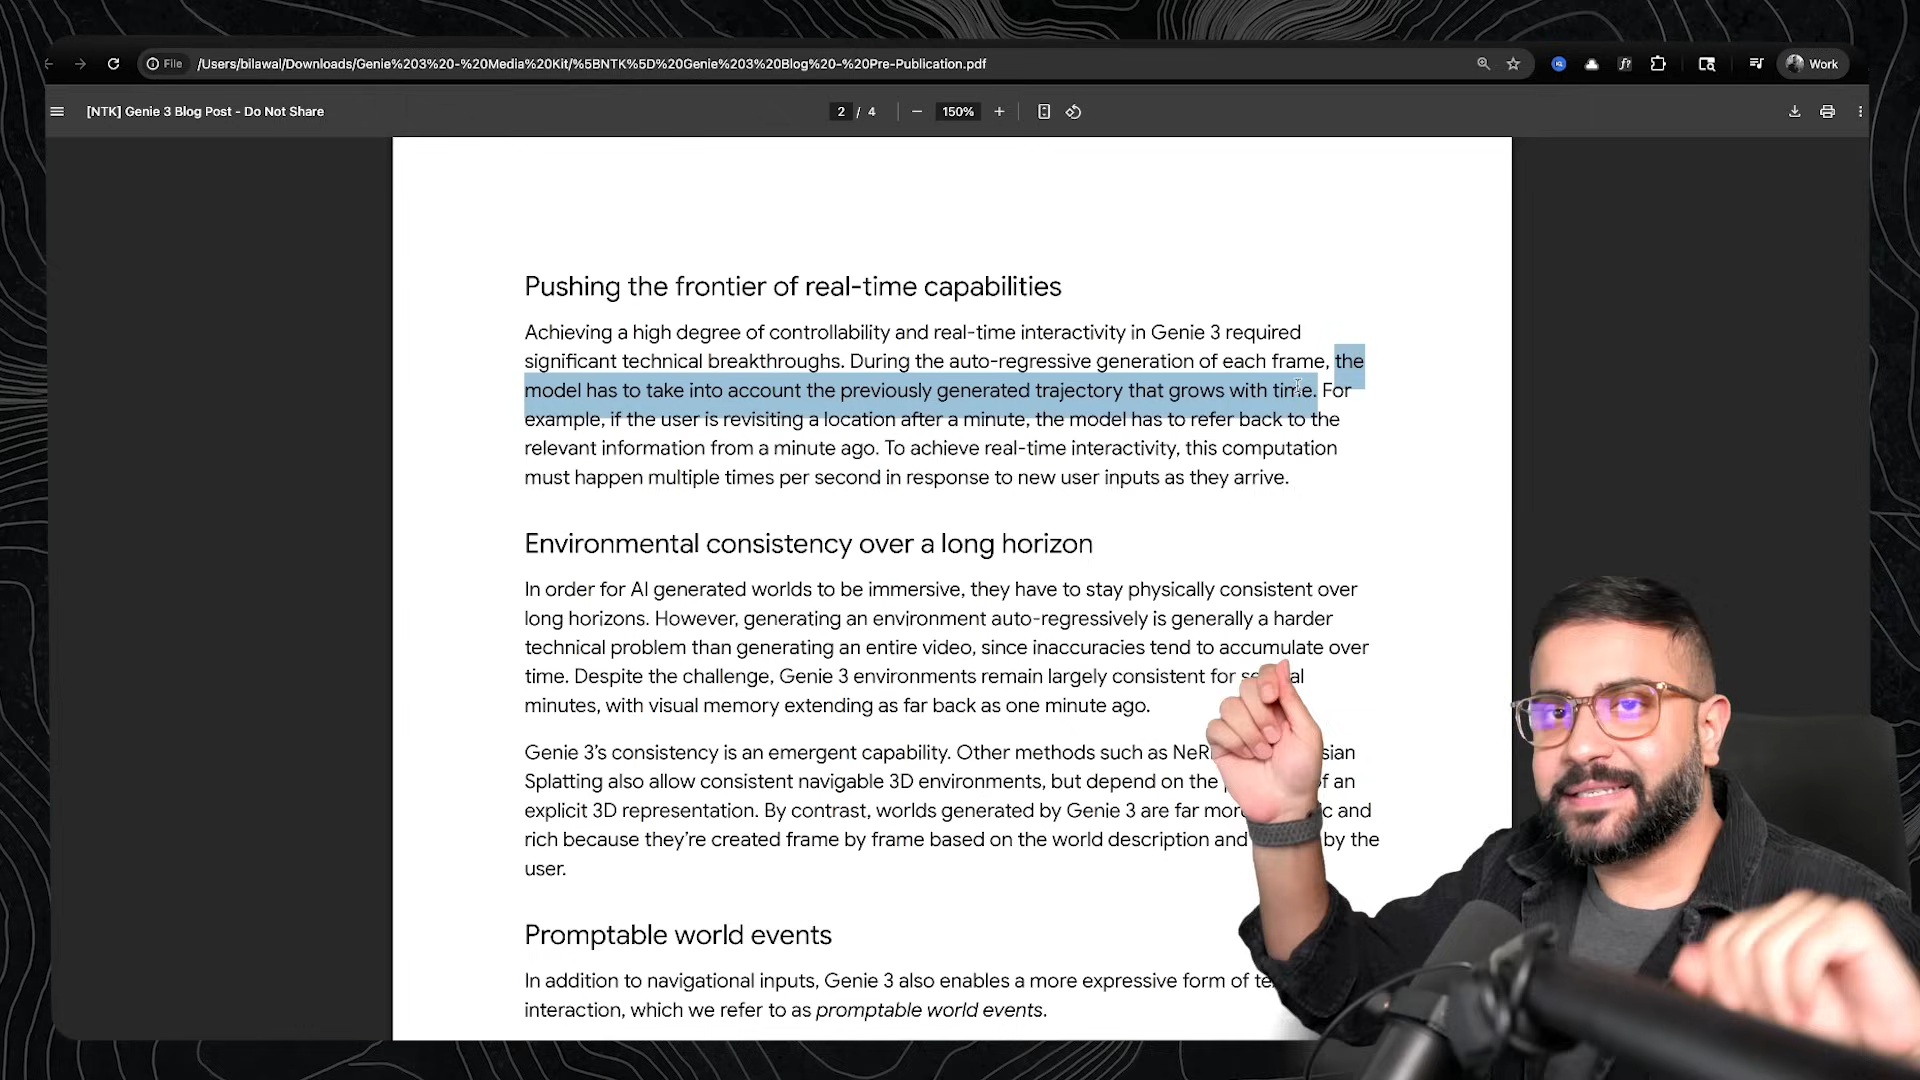 File
/Users/bilawal/Downloads/Genie%203%20-%20Media%20Kit/%5BNTK%5D%20Genie%203%20Blog%20-%20Pre-Publication.pdf
Work
[NTK] Genie 3 Blog Post - Do Not Share
2 / 4
150%
Pushing the frontier of real-time capabilities
Achieving a high degree of controllability and real-time interactivity in Genie 3 required
significant technical breakthroughs. During the auto-regressive generation of each frame, the
model has to take into account the previously generated trajectory that grows with time. For
example, if the user is revisiting a location after a minute, the model has to refer back to the
relevant information from a minute ago. To achieve real-time interactivity, this computation
must happen multiple times per second in response to new user inputs as they arrive.
Environmental consistency over a long horizon
In order for AI generated worlds to be immersive, they have to stay physically consistent over
long horizons. However, generating an environment auto-regressively is generally a harder
technical problem than generating an entire video, since inaccuracies tend to accumulate over
time. Despite the challenge, Genie 3 environments remain largely consistent for
minutes, with visual memory extending as far back as one minute ago.
Genie 3's consistency is an emergent capability. Other methods such as
Splatting also allow consistent navigable 3D environments, but depend on the of an
explicit 3D representation. By contrast, worlds generated by Genie 3 are far and
rich because they're created frame by frame based on the world description and by the
user.
Promptable world events
In addition to navigational inputs, Genie 3 also enables a more expressive form of
interaction, which we refer to as promptable world events.